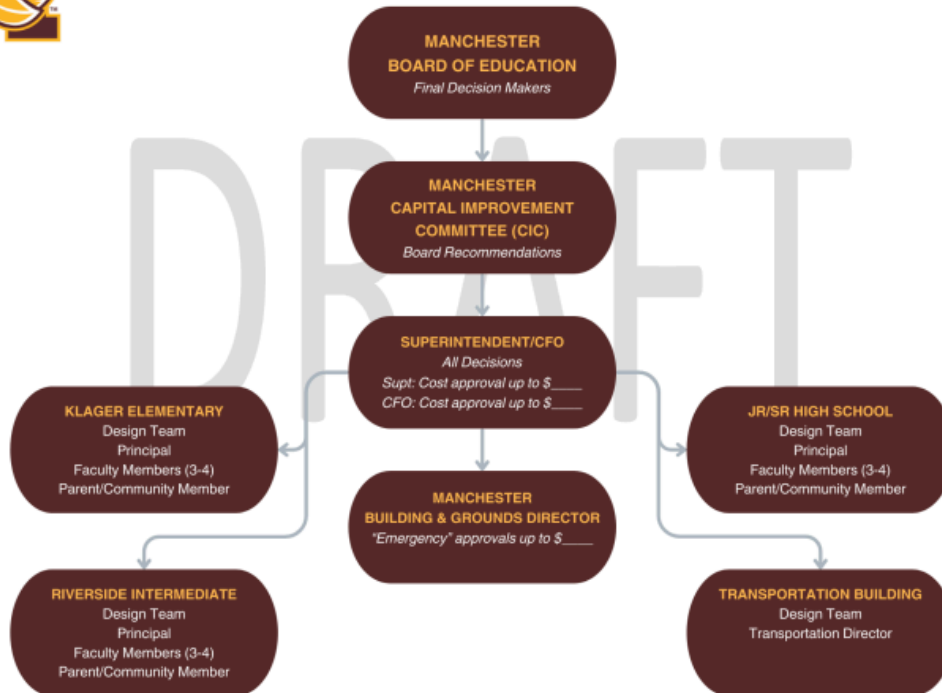 MANCHESTER
BOARD OF EDUCATION
Final Decision Makers
DRAFT
MANCHESTER
CAPITAL IMPROVEMENT
COMMITTEE (CIC)
Board Recommendations
SUPERINTENDENT/CFO
All Decisions
Supt: Cost approval up to $____
CFO: Cost approval up to $____
KLAGER ELEMENTARY
Design Team
Principal
Faculty Members (3-4)
Parent/Community Member
JR/SR HIGH SCHOOL
Design Team
Principal
Faculty Members (3-4)
Parent/Community Member
MANCHESTER
BUILDING & GROUNDS DIRECTOR
"Emergency" approvals up to $____
RIVERSIDE INTERMEDIATE
Design Team
Principal
Faculty Members (3-4)
Parent/Community Member
TRANSPORTATION BUILDING
Design Team
Transportation Director